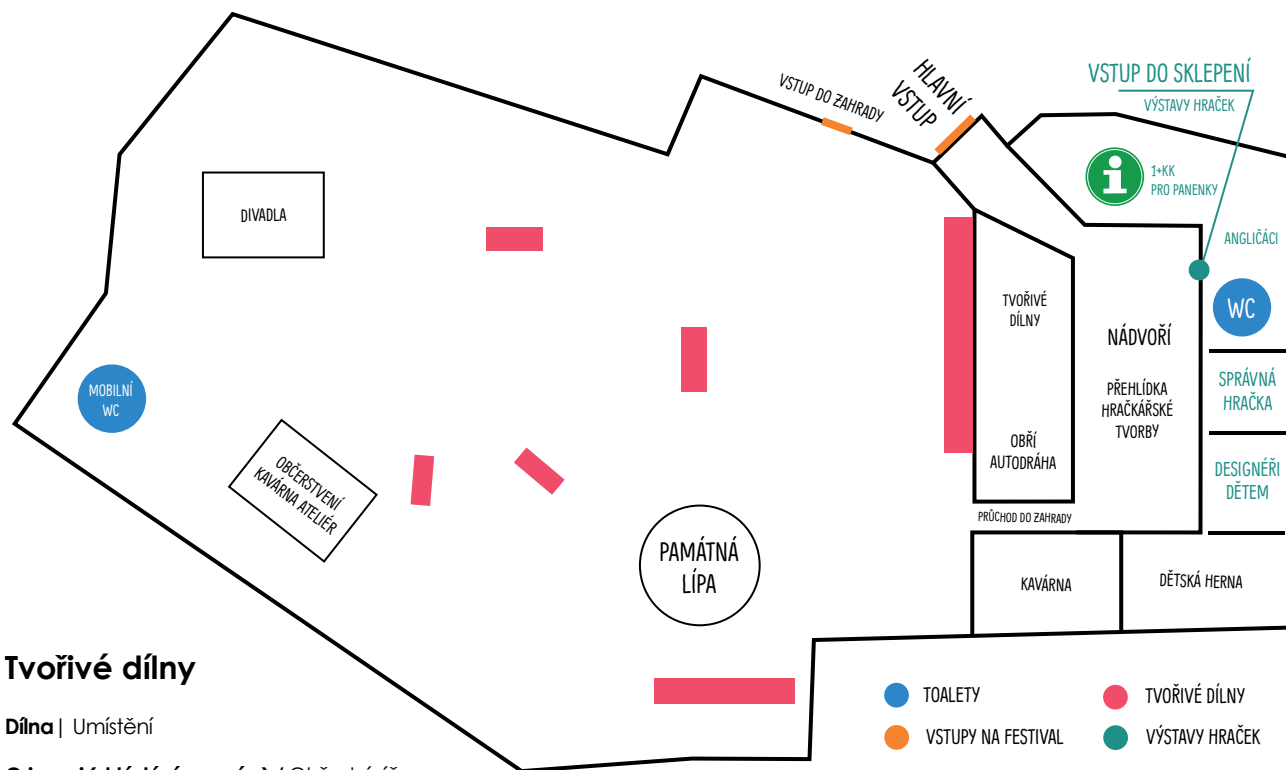 HLAVNÍ
VSTUP
VSTUP DO ZAHRADY
VSTUP DO SKLEPENÍ
VÝSTAVY HRAČEK
1+KK
PRO PANENKY
ANGLIČÁCI
WC
DIVADLA
TVOŘIVÉ
DÍLNY
NÁDVOŘÍ
PŘEHLÍDKA
HRAČKÁŘSKÉ
TVORBY
SPRÁVNÁ
HRAČKA
MOBILNÍ
WC
OBČERSTVENÍ
KAVÁRNA ATELIÉR
OBŘÍ
AUTODRÁHA
DESIGNÉŘI
DĚTEM
PRŮCHOD DO ZAHRADY
PAMÁTNÁ
LÍPA
KAVÁRNA
DĚTSKÁ HERNA
Tvořivé dílny
Dílna | Umístění
TOALETY
TVOŘIVÉ DÍLNY
VSTUPY NA FESTIVAL
VÝSTAVY HRAČEK